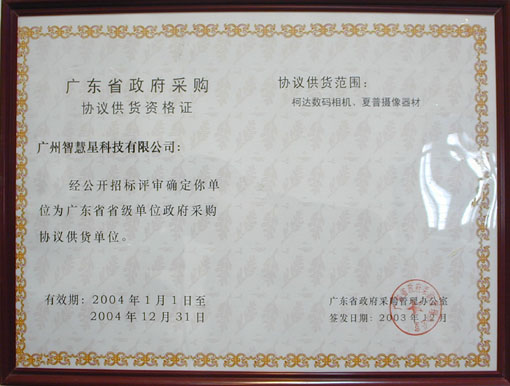 广东省政府采购
协议供货资格证
广州智慧星科技有限公司：
经公开招标评审确定你单
位为广东省省级单位政府采购
协议供货单位。
有效期：2004年1月1日至
2004年12月31日
协议供货范围：
柯达数码相机、夏普摄像器材
广东省政府采购管理办公室
签发日期：2003年12月